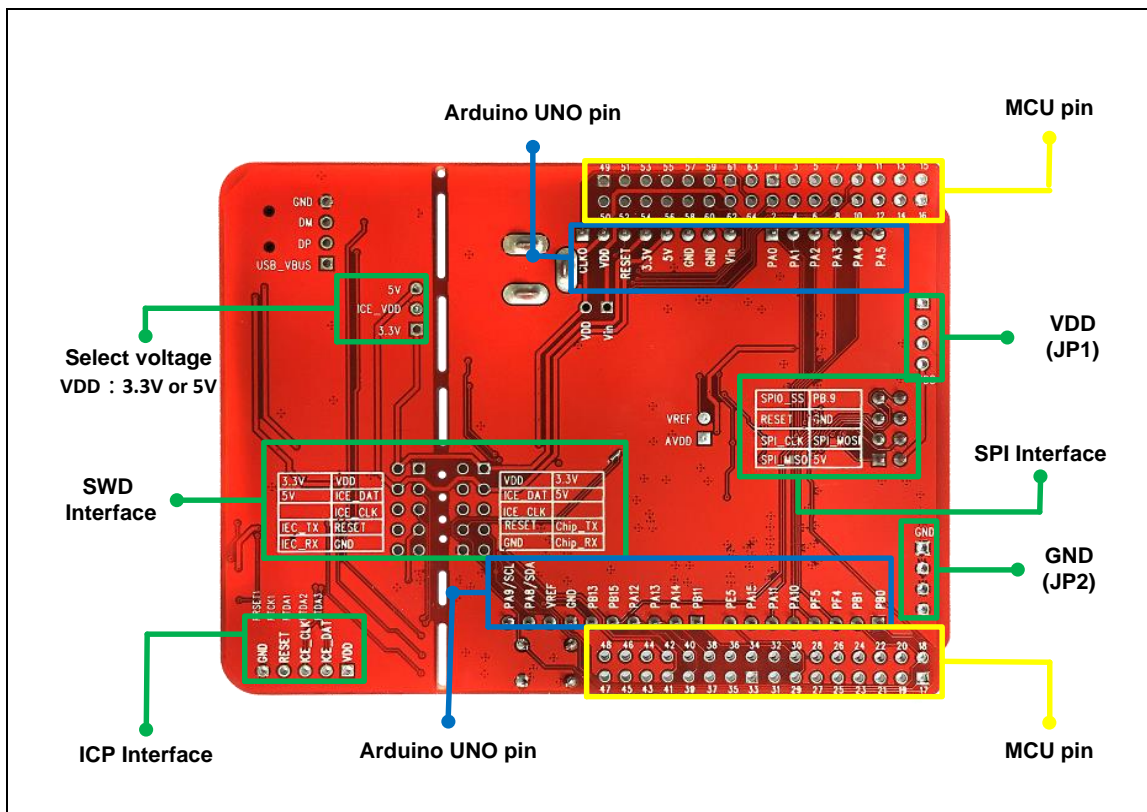 Arduino UNO pin
MCU pin
49 51 53 55 57 59 61 63 1 3 5 7 9 11 13 15
50 52 54 56 58 60 62 64 2 4 6 8 10 12 14 16
GND
DM
DP
USB_VBUS
CLKO VDD RESET 3.3V 5V GND GND Vin PA0 PA1 PA2 PA3 PA4 PA5
5V
ICE_VDD
3.3V
VDD Vin
Select voltage
VDD：3.3V or 5V
VDD
(JP1)
SPI0_SS PB.9
RESET GND
SPI_CLK SPI_MOSI
SPI_MISO 5V
VREF
AVDD
SPI Interface
SWD
Interface
3.3V VDD
5V ICE_DAT
ICE_CLK
IEC_TX RESET
IEC_RX GND
VDD 3.3V
ICE_DAT 5V
ICE_CLK
RESET Chip_TX
GND Chip_RX
GND
GND
(JP2)
PA9/SCL PA8/SDA VREF GND PB13 PB15 PA12 PA13 PA14 PB11 PE5 PA15 PA11 PA10 PF5 PF4 PB1 PB0
GND RESET ICE_CLK ICE_DAT VDD
48 46 44 42 40 38 36 34 32 30 28 26 24 22 20 18
47 45 43 41 39 37 35 33 31 29 27 25 23 21 19 17
ICP Interface
Arduino UNO pin
MCU pin